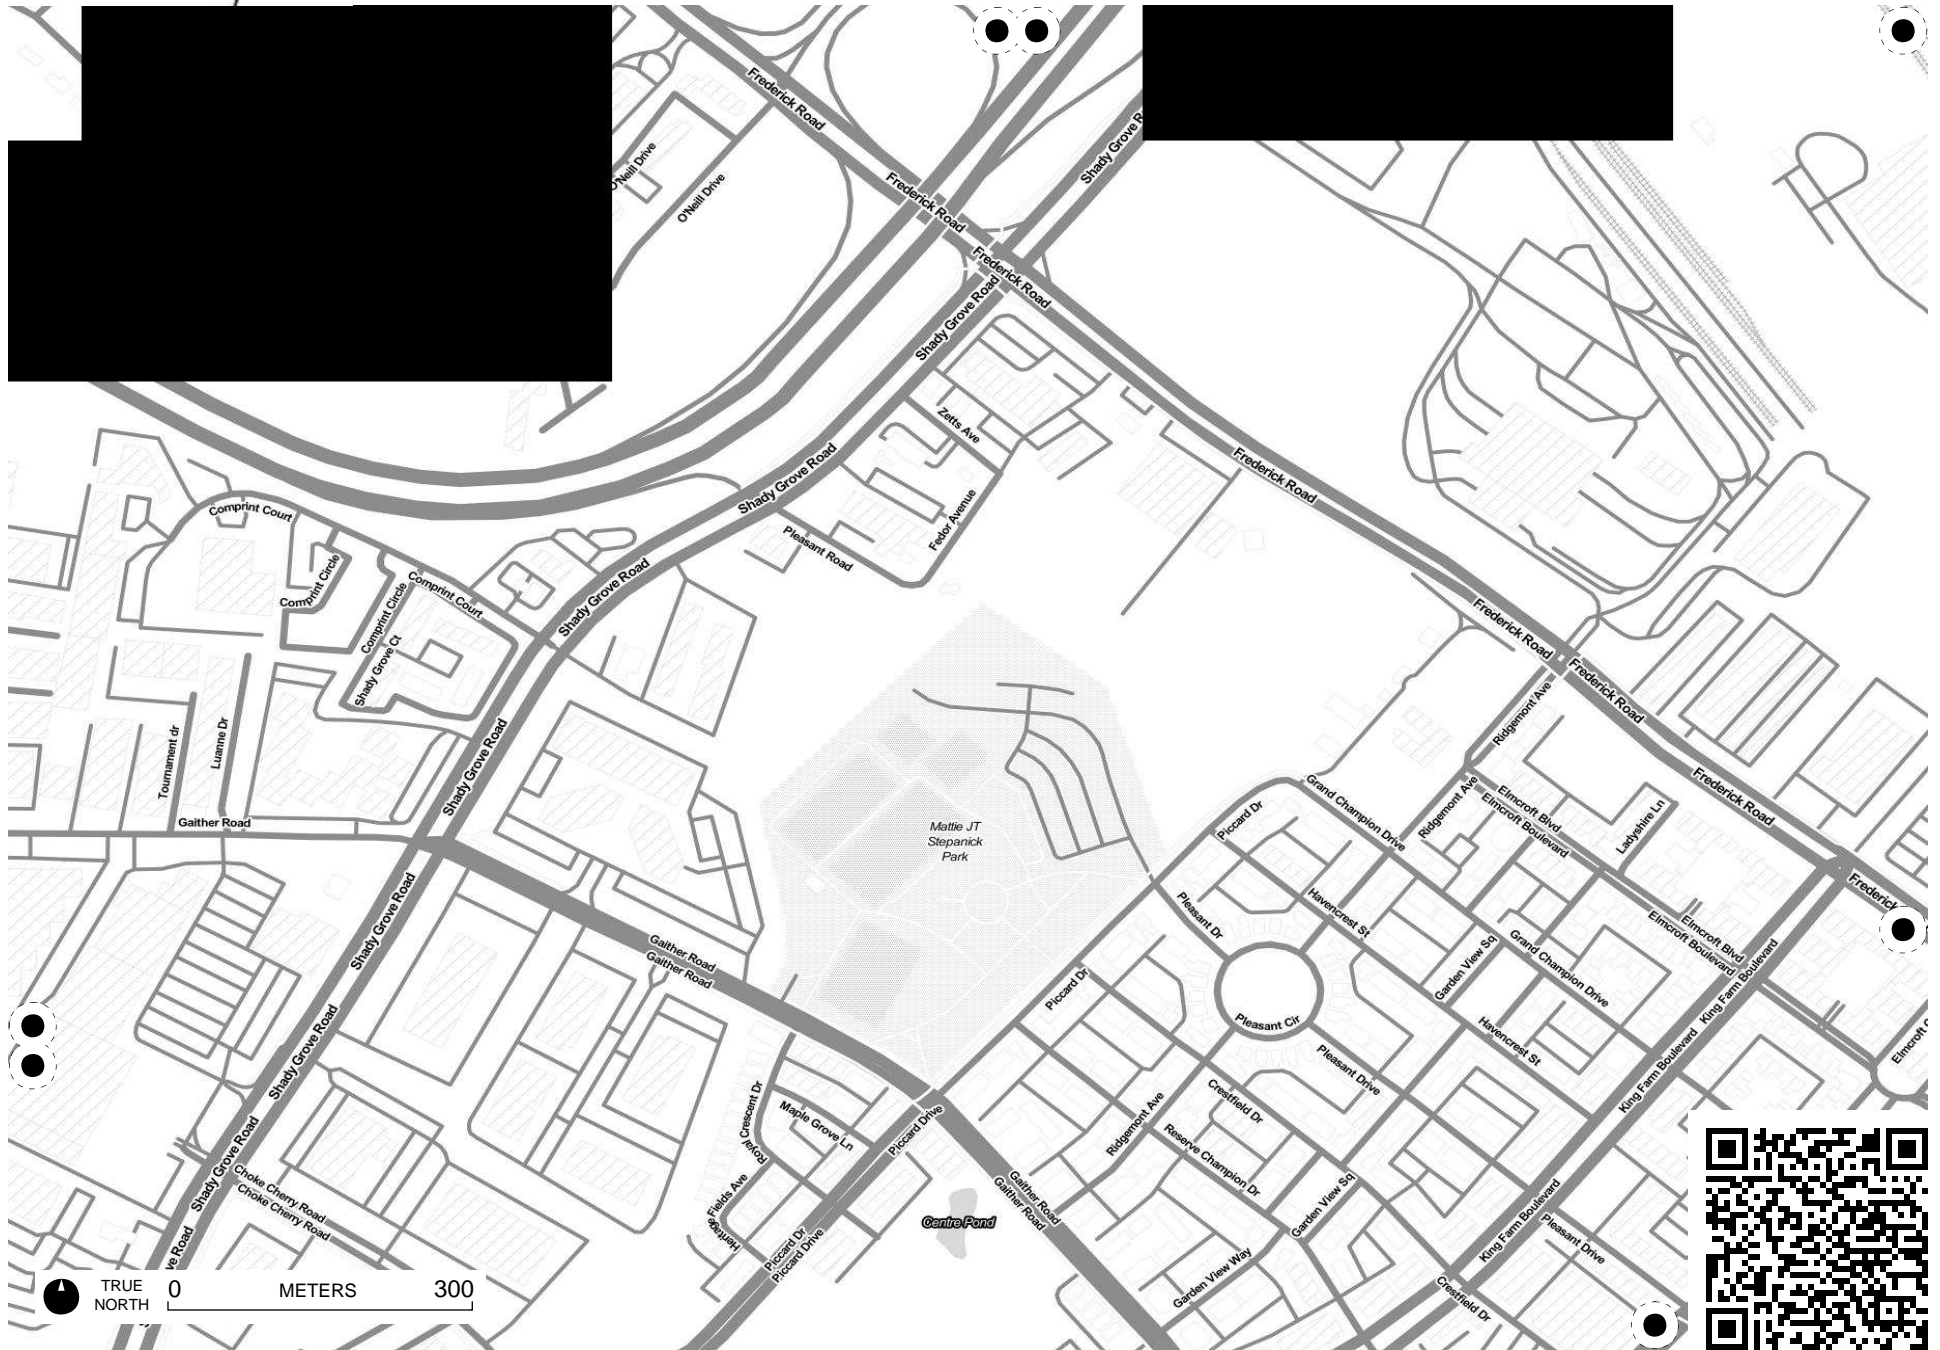 Frederick Road
Shady Grove R
O'Neill Drive
O'Neill Drive
Frederick Road
Frederick Road
Shady Grove Road
Zetts Ave
Shady Grove Road
Frederick Road
Fedor Avenue
Pleasant Road
Comprint Court
Comprint Circle
Comprint Court
Comprint Circle
Shady Grove Road
Shady Grove Ct
Frederick Road
Frederick Road
Ridgemont Ave
Tournament dr
Luanne Dr
Shady Grove Road
Frederick Road
Gaither Road
Mattie JT
Stepanick
Park
Piccard Dr
Grand Champion Drive
Ridgemont Ave
Elmcroft Blvd
Elmcroft Boulevard
Ladyshire Ln
Frederick
Shady Grove Road
Gaither Road
Gaither Road
Pleasant Dr
Havencrest St
Garden View Sq
Grand Champion Drive
Elmcroft Blvd
Elmcroft Boulevard
King Farm Boulevard
Piccard Dr
Pleasant Cir
Havencrest St
Shady Grove Road
Pleasant Drive
King Farm Boulevard
Elmcroft
Royal Crescent Dr
Maple Grove Ln
Piccard Drive
Crestfield Dr
Ridgemont Ave
Reserve Champion Dr
Shady Grove Road
Choke Cherry Road
Choke Cherry Road
Heritage Fields Ave
Centre Pond
Gaither Road
Gaither Road
Garden View Sq
King Farm Boulevard
Pleasant Drive
Piccard Dr
Piccard Drive
Garden View Way
Crestfield Dr
ve Road
TRUE
NORTH
0 METERS 300